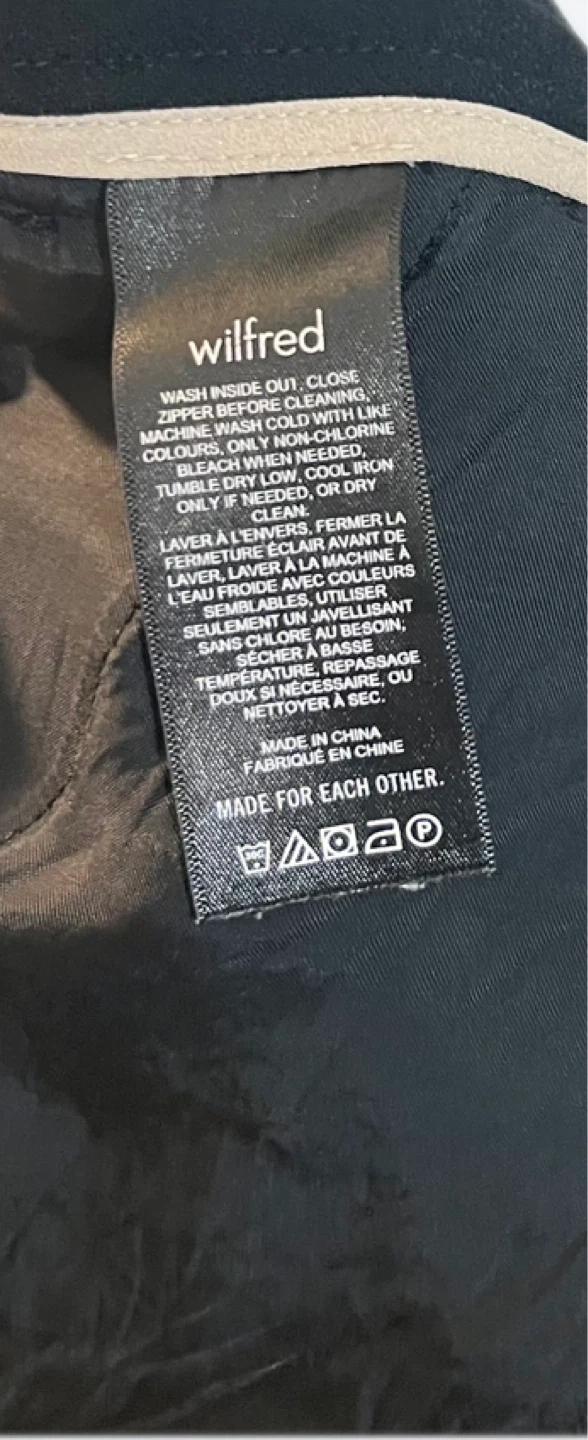 wilfred
WASH INSIDE OUT, CLOSE
ZIPPER BEFORE CLEANING,
MACHINE WASH COLD WITH LIKE
COLOURS, ONLY NON-CHLORINE
BLEACH WHEN NEEDED,
TUMBLE DRY LOW, COOL IRON
ONLY IF NEEDED, OR DRY
CLEAN.
LAVER À L'ENVERS, FERMER LA
FERMETURE ÉCLAIR AVANT DE
LAVER, LAVER À LA MACHINE À
L'EAU FROIDE AVEC COULEURS
SEMBLABLES, UTILISER
SEULEMENT UN JAVELLISANT
SANS CHLORE AU BESOIN,
SÉCHER À BASSE
TEMPÉRATURE, REPASSAGE
DOUX SI NÉCESSAIRE, OU
NETTOYER À SEC.
MADE IN CHINA
FABRIQUÉ EN CHINE
MADE FOR EACH OTHER.
P